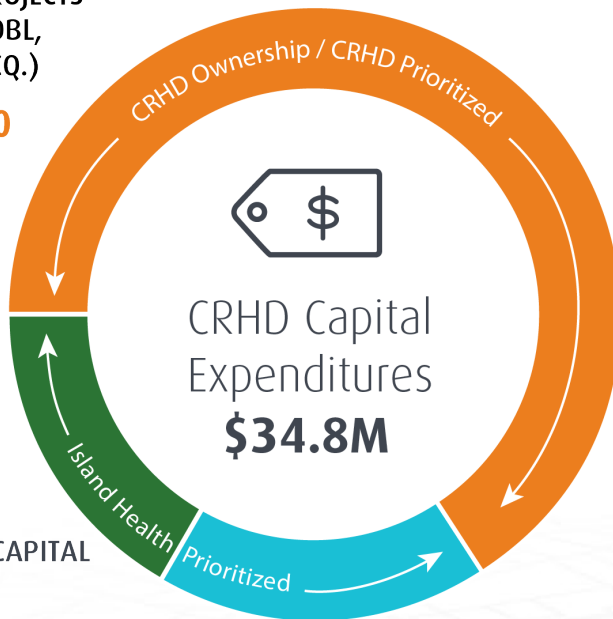 OBL,
CRHD Ownership / CRHD Prioritized
$
CRHD Capital
Expenditures
$34.8M
Island Health Prioritized
CAPITAL